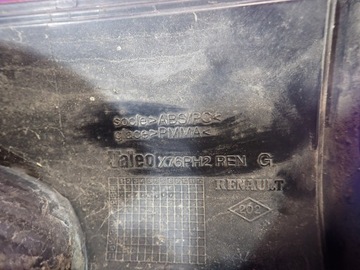 socle>ABS/PC<
glace>PMMA<
Valeo X76PH2 REN G
RENAULT